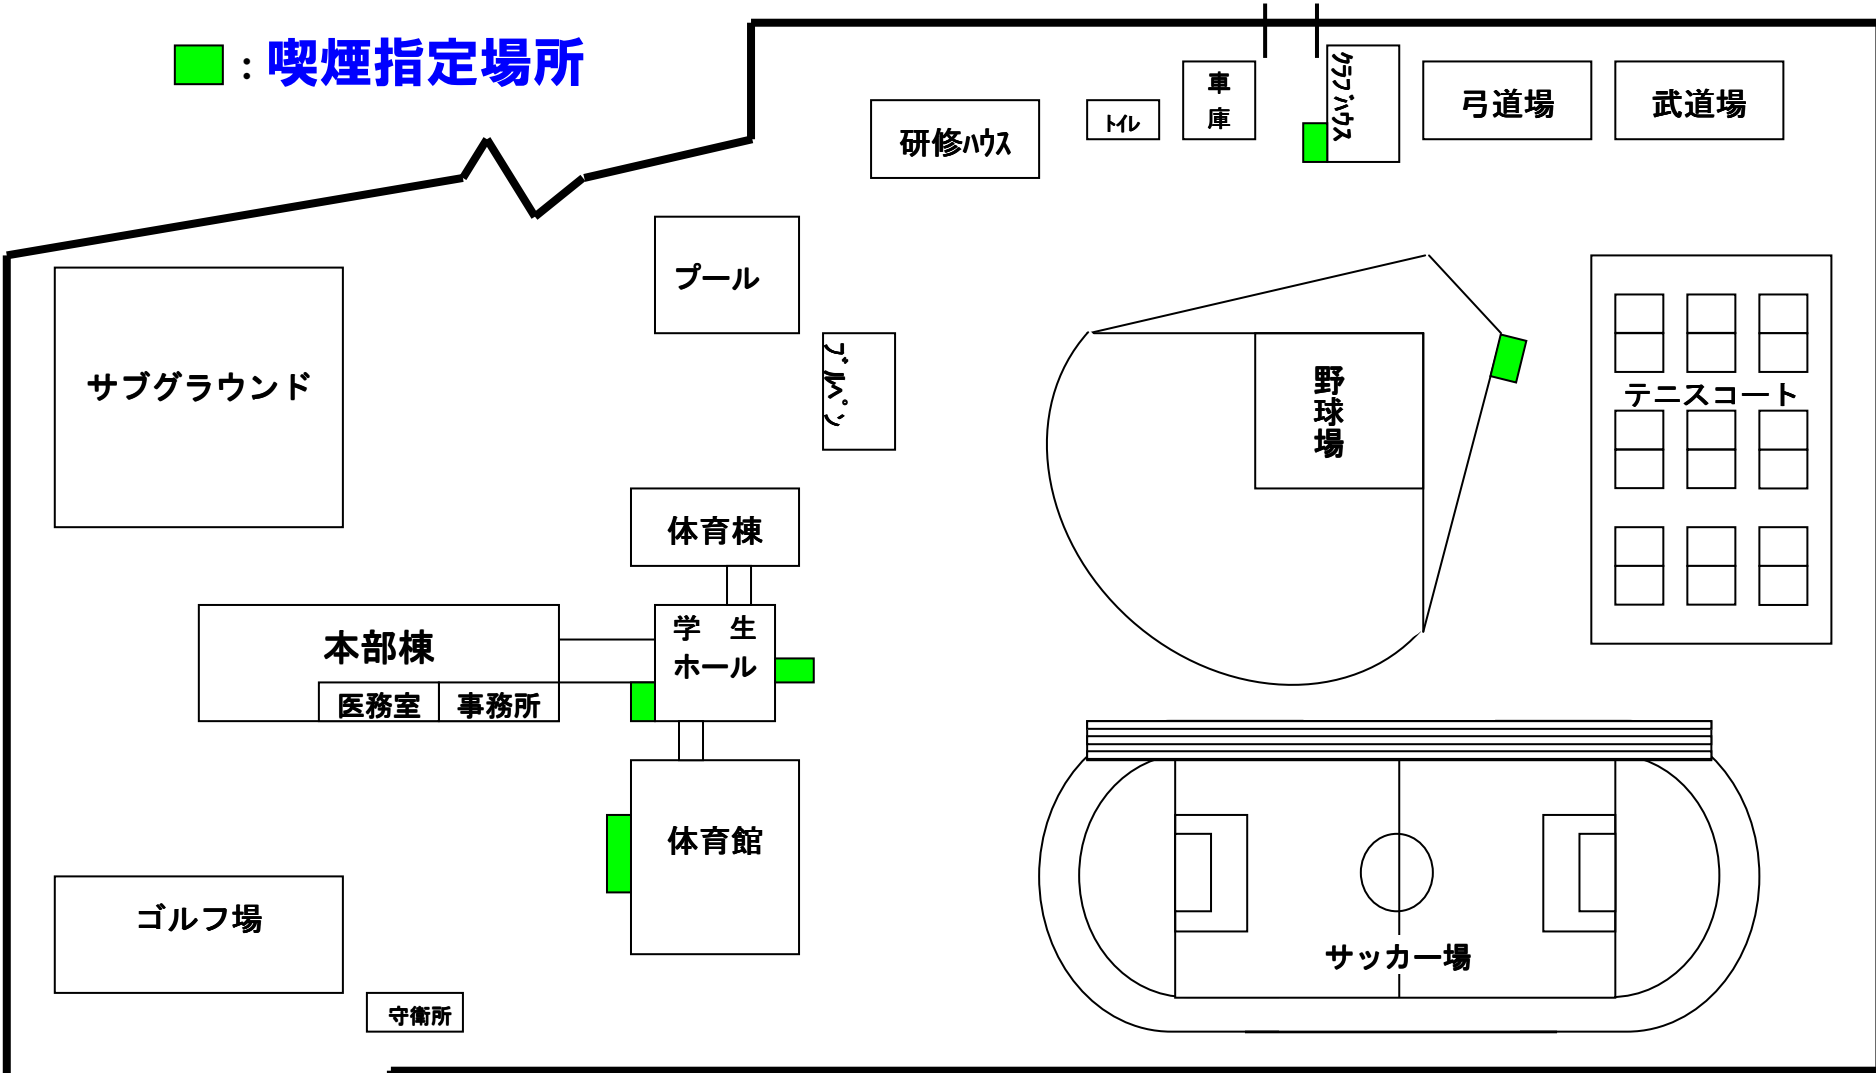 ：喫煙指定場所
車
庫
ｸﾗﾌﾞﾊｳｽ
弓道場
武道場
研修ﾊｳｽ
ﾄｲﾚ
プール
ﾌﾞﾙﾍﾟﾝ
サブグラウンド
野
球
場
テニスコート
体育棟
学　生
ホール
本部棟
医務室
事務所
体育館
ゴルフ場
サッカー場
守衛所